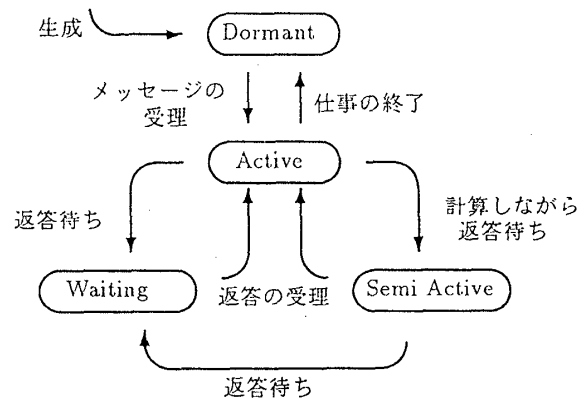 生成
Dormant
メッセージの
受理
仕事の終了
Active
返答待ち
計算しながら
返答待ち
Waiting
返答の受理
Semi Active
返答待ち